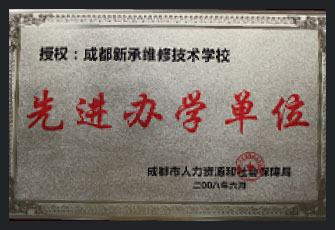 授权：成都新承维修技术学校
先进办学单位
成都市人力资源和社会保障局
二00八年六月